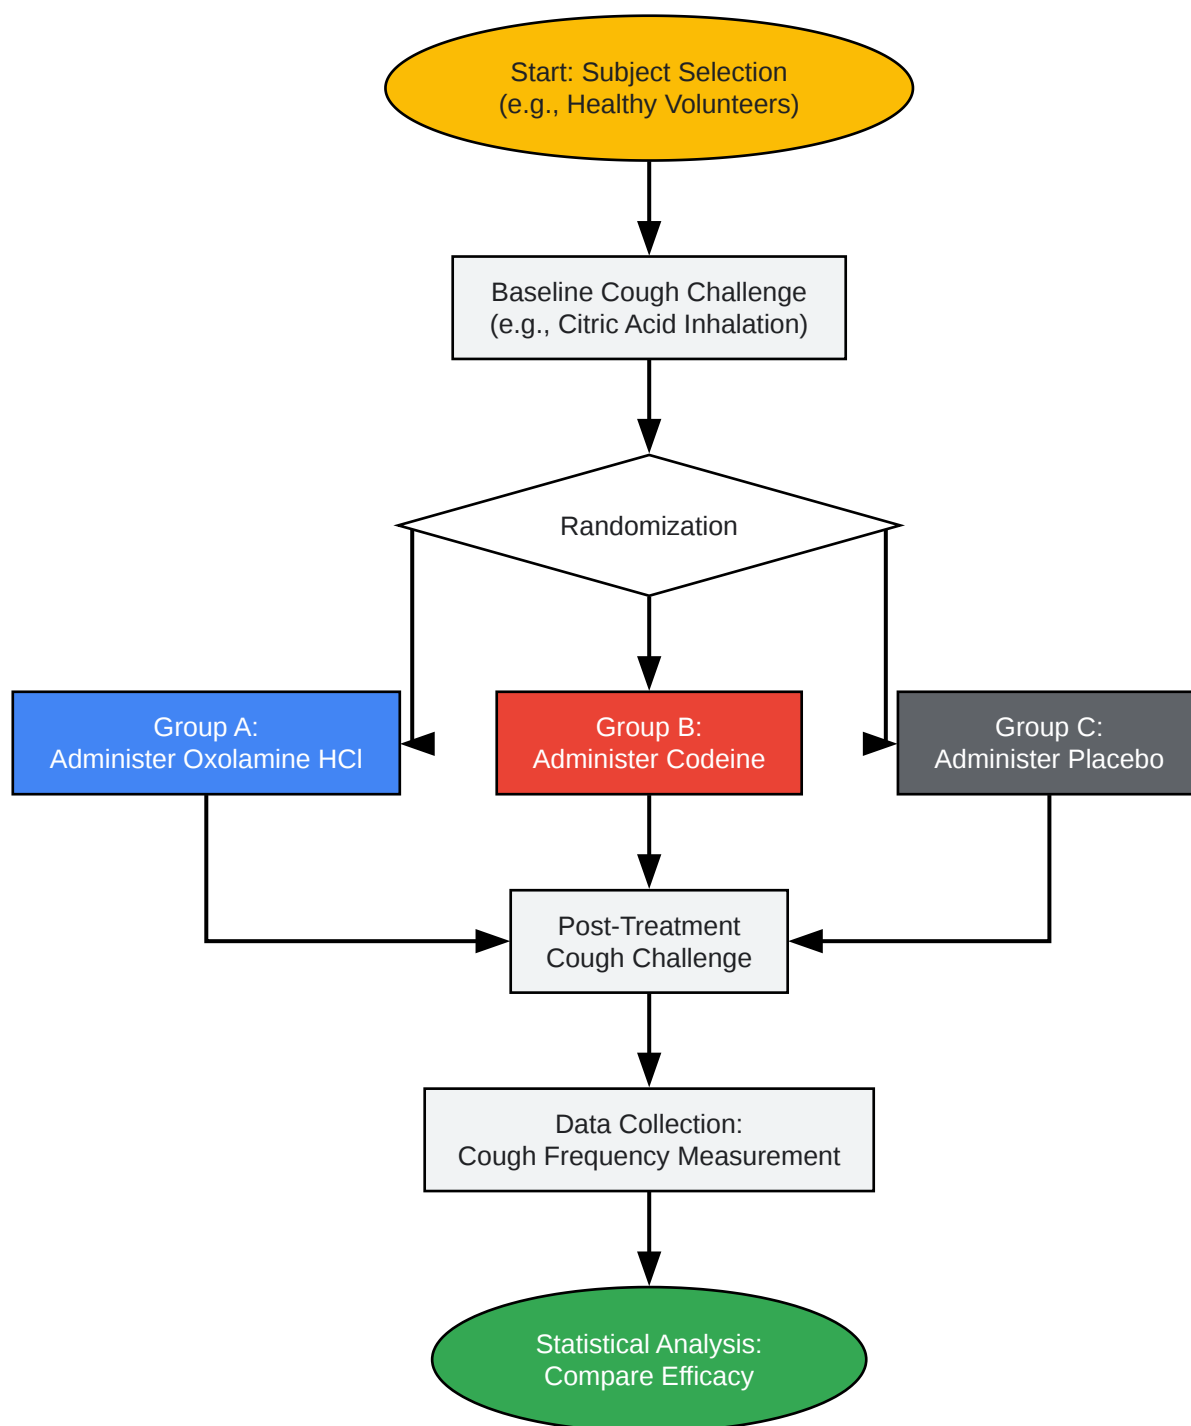 Start: Subject Selection
(e.g., Healthy Volunteers)
Baseline Cough Challenge
(e.g., Citric Acid Inhalation)
Randomization
Group A:
Administer Oxolamine HCl
Group B:
Administer Codeine
Group C:
Administer Placebo
Post-Treatment
Cough Challenge
Data Collection:
Cough Frequency Measurement
Statistical Analysis:
Compare Efficacy